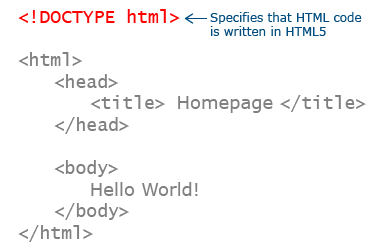 <!DOCTYPE html>
Specifies that HTML code
is written in HTML5
<html>
<head>
<title> Homepage </title>
</head>
<body>
Hello World!
</body>
</html>